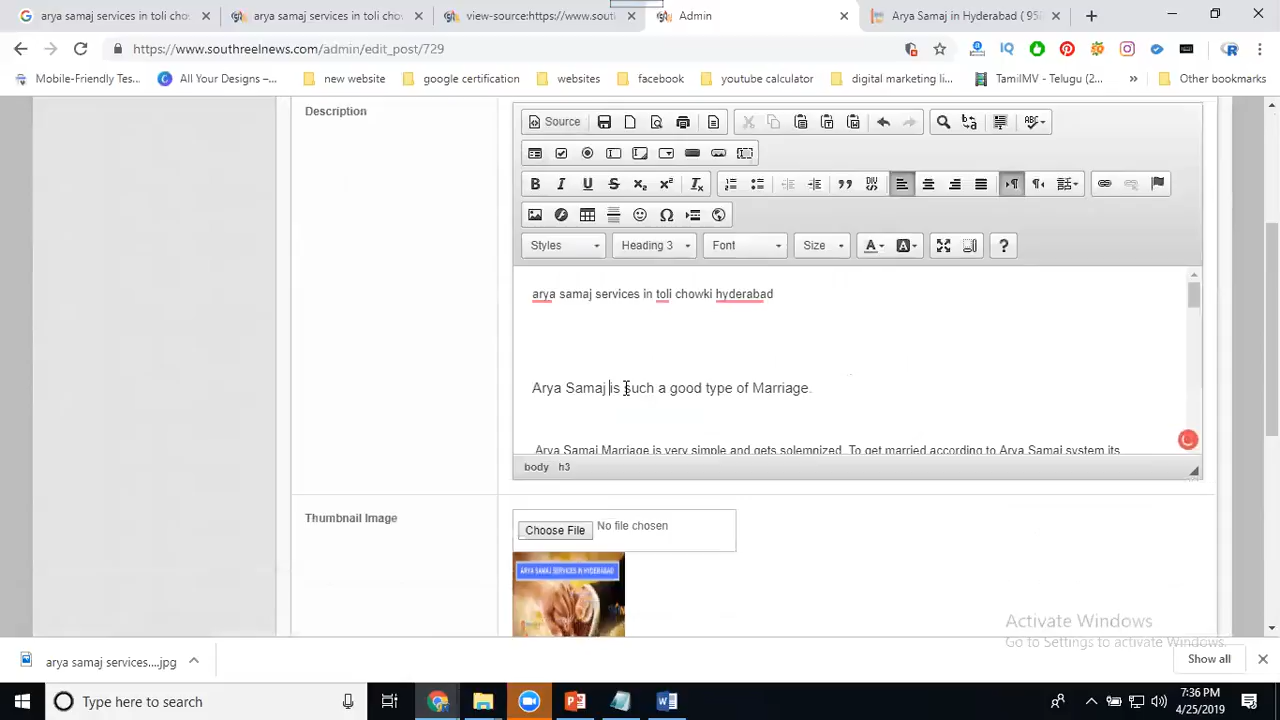 arya samaj services in toli cho
arya samaj services in toli chow
view-source:https://www.south
Admin
Arya Samaj in Hyderabad ( 958
https://www.southreelnews.com/admin/edit_post/729
Mobile-Friendly Tes...
All Your Designs –...
new website
google certification
websites
facebook
youtube calculator
digital marketing li...
TamilMV - Telugu (2...
Other bookmarks
Description
Source
Styles
Heading 3
Font
Size
arya samaj services in toli chowki hyderabad
Arya Samaj is such a good type of Marriage.
Arya Samaj Marriage is very simple and gets solemnized. To get married according to Arya Samaj system its
body h3
Thumbnail Image
Choose File No file chosen
ARYA SAMAJ SERVICES IN HYDERABAD
Activate Windows
Go to Settings to activate Windows.
arya samaj services....jpg
Show all
Type here to search
7:36 PM
4/25/2019